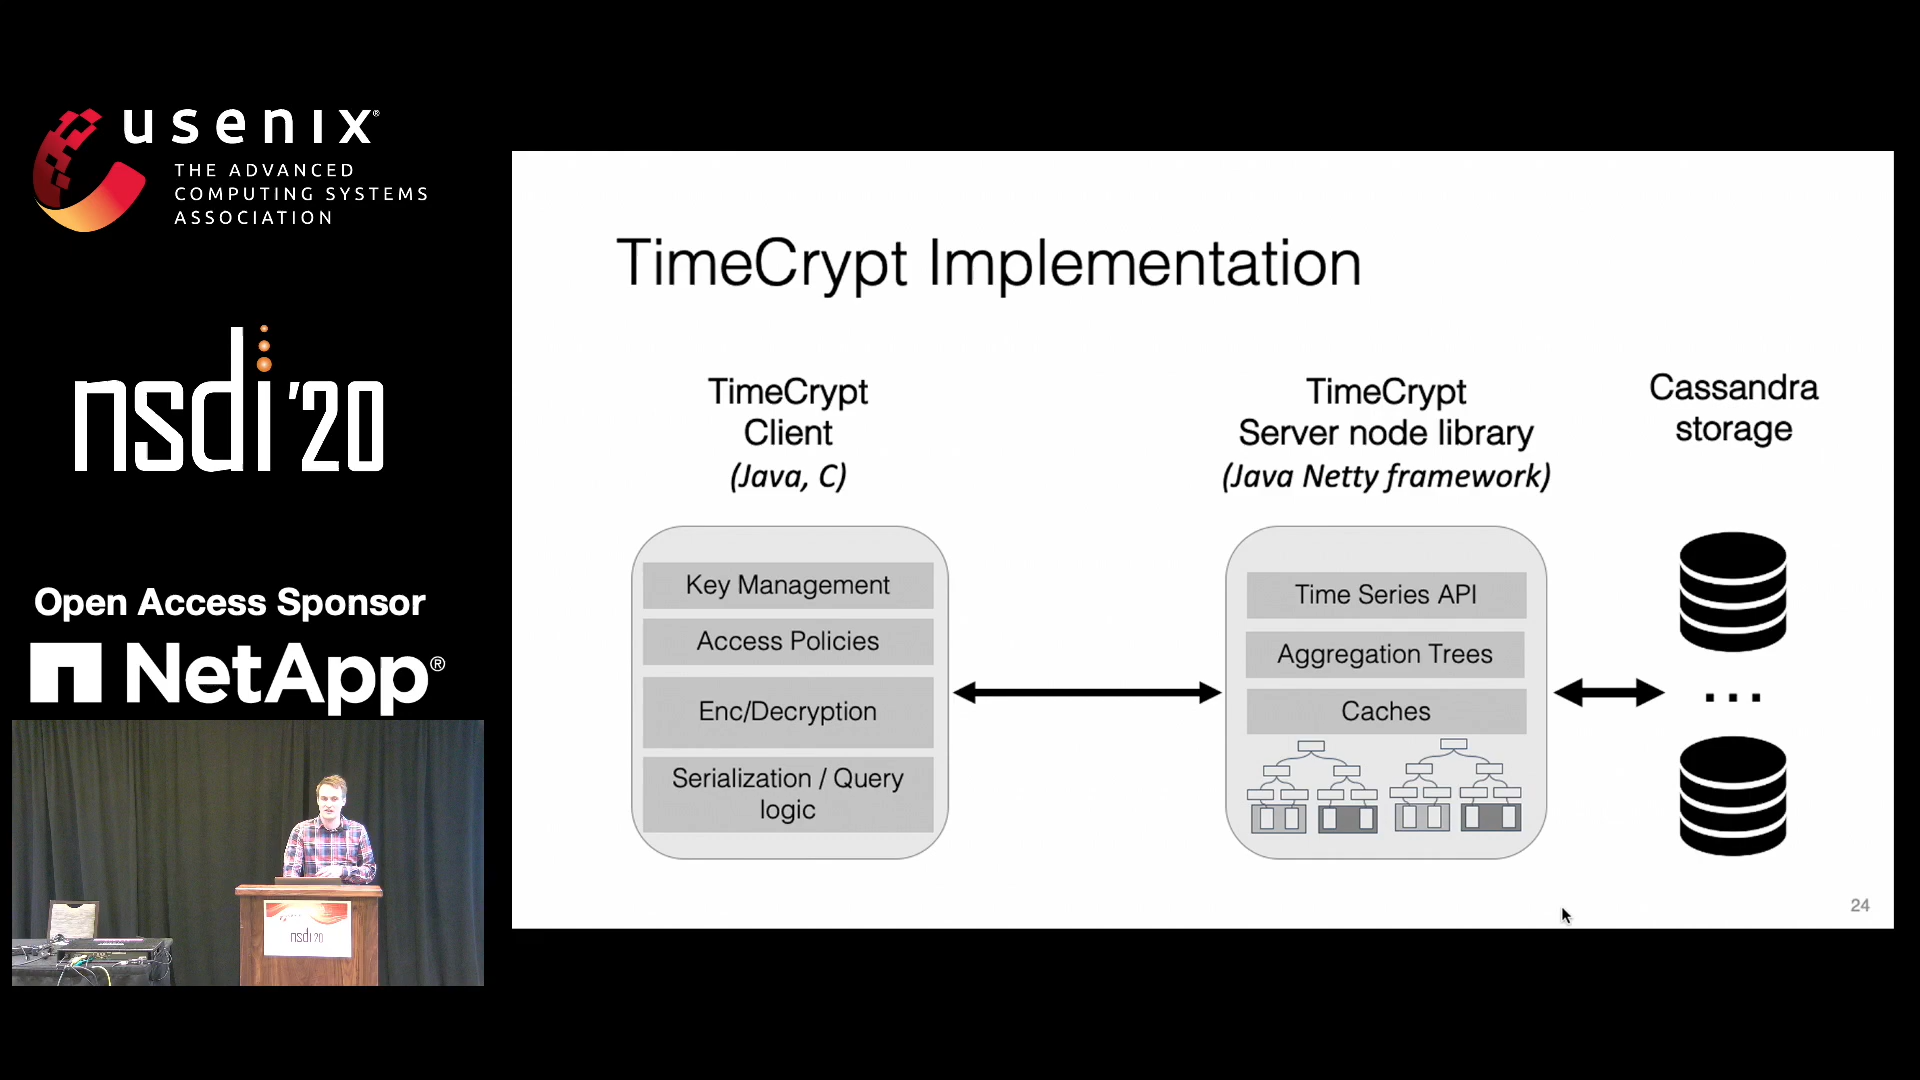 usenix®
THE ADVANCED
COMPUTING SYSTEMS
ASSOCIATION
nsdi '20
Open Access Sponsor
NetApp®
nsdi 20
TimeCrypt Implementation
TimeCrypt
Client
(Java, C)
Key Management
Access Policies
Enc/Decryption
Serialization / Query
logic
TimeCrypt
Server node library
(Java Netty framework)
Time Series API
Aggregation Trees
Caches
Cassandra
storage
...
24